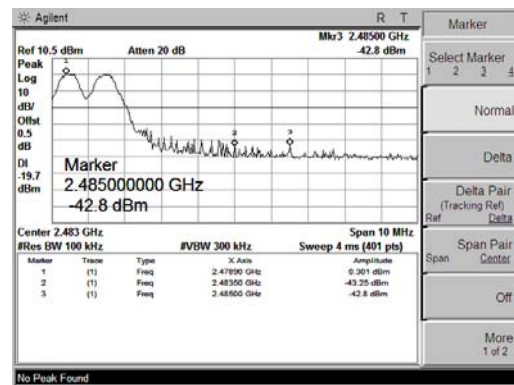 Agilent R T
Mkr3 2.48500 GHz
Ref 10.5 dBm Atten 20 dB -42.8 dBm
Peak
Log
10
dB/
Offst
0.5
dB
DI
-19.7
dBm
1
2
3
Marker
2.485000000 GHz
-42.8 dBm
Center 2.483 GHz Span 10 MHz
#Res BW 100 kHz #VBW 300 kHz Sweep 4 ms (401 pts)
Marker Trace Type X Axis Amplitude
1 (1) Freq 2.47890 GHz 0.301 dBm
2 (1) Freq 2.48350 GHz -43.25 dBm
3 (1) Freq 2.48500 GHz -42.8 dBm
No Peak Found
Marker
Select Marker
1 2 3 4
Normal
Delta
Delta Pair
(Tracking Ref)
Ref Delta
Span Pair
Span Center
Off
More
1 of 2